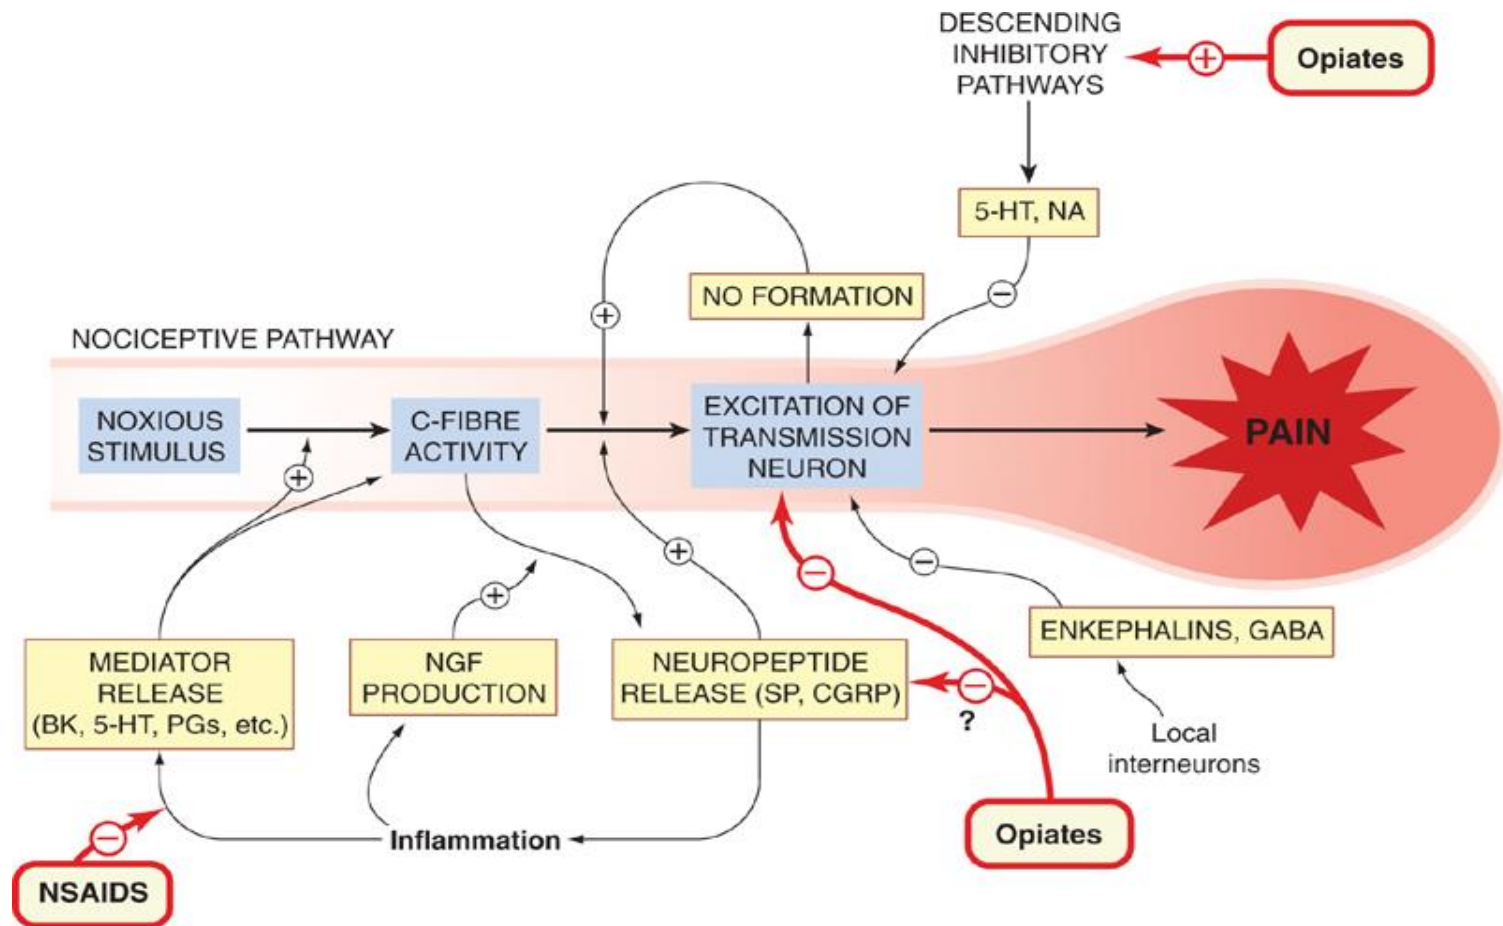 DESCENDING
INHIBITORY
PATHWAYS
+
Opiates
5-HT, NA
−
NO FORMATION
+
NOCICEPTIVE PATHWAY
NOXIOUS
STIMULUS
+
C-FIBRE
ACTIVITY
EXCITATION OF
TRANSMISSION
NEURON
PAIN
+
−
−
+
MEDIATOR
RELEASE
(BK, 5-HT, PGs, etc.)
NGF
PRODUCTION
NEUROPEPTIDE
RELEASE (SP, CGRP)
−
?
ENKEPHALINS, GABA
Local
interneurons
Inflammation
−
NSAIDS
Opiates